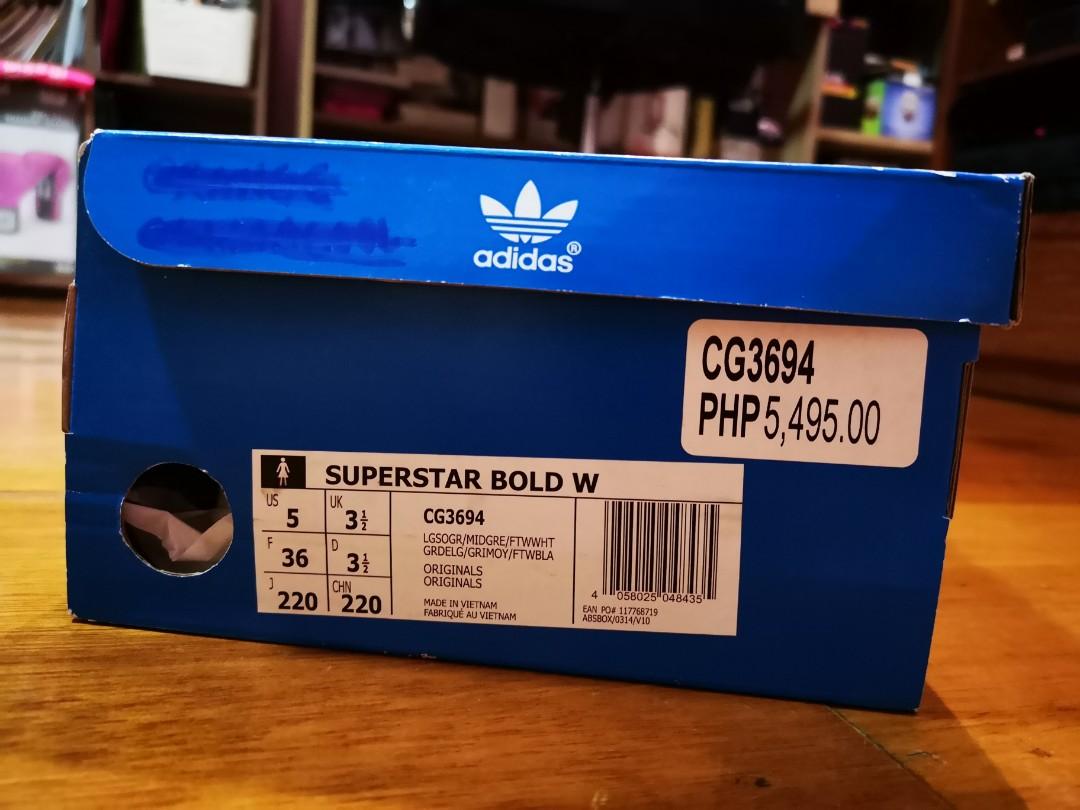 adidas®
CG3694
PHP 5,495.00
SUPERSTAR BOLD W
US 5
UK 3½
F 36
D 3½
J 220
CHN 220
CG3694
LGSOGR/MIDGRE/FTWWHT
GRDELG/GRIMOY/FTWBLA
ORIGINALS
ORIGINALS
MADE IN VIETNAM
FABRIQUÉ AU VIETNAM
4 058025 048435
EAN PO# 117768719
ABSBOX/0314/V10